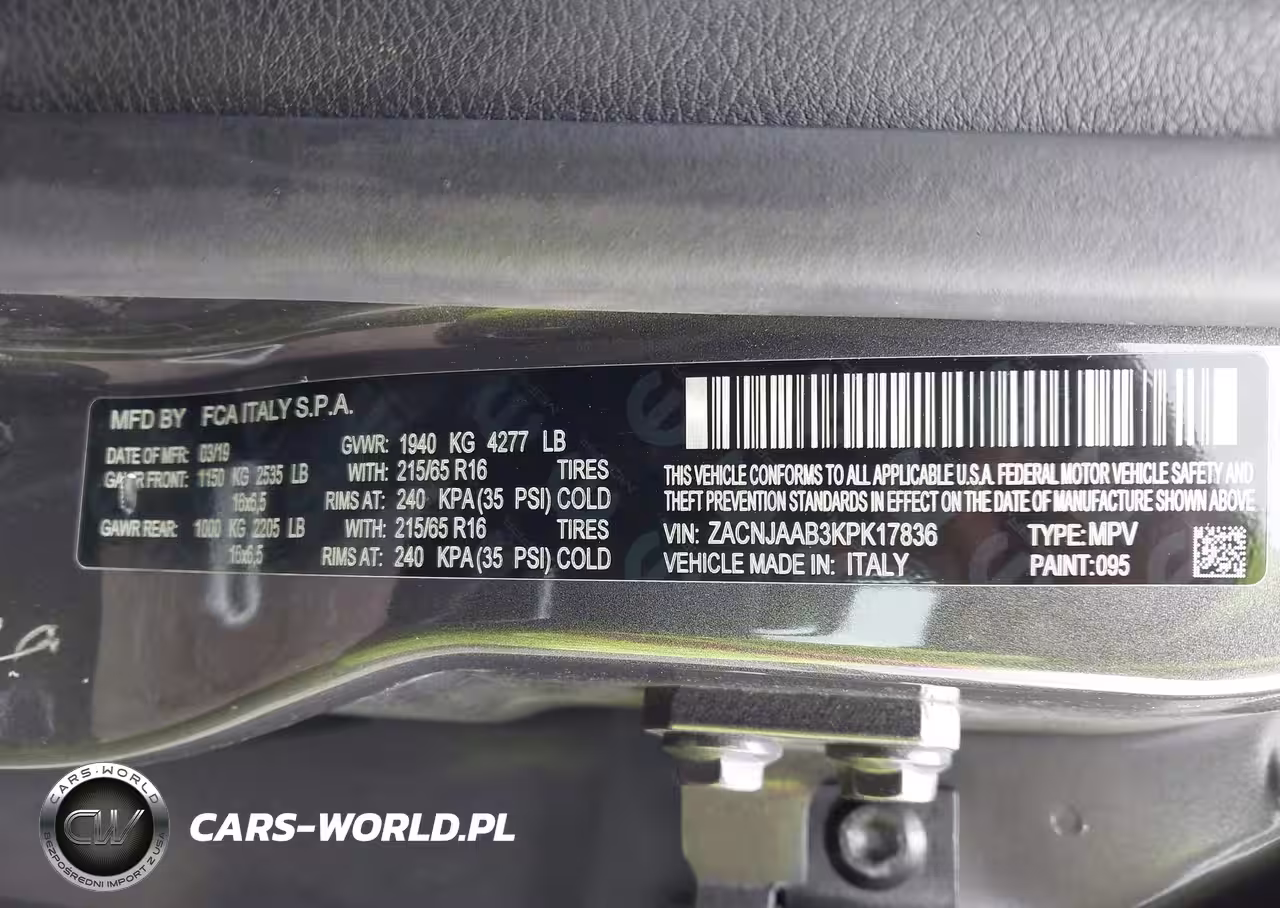 MFD BY FCA ITALY S.P.A.
DATE OF MFR: 03/19 GVWR: 1940 KG 4277 LB
GAWR FRONT: 1150 KG 2535 LB WITH: 215/65 R16 TIRES
16x6,5 RIMS AT: 240 KPA (35 PSI) COLD
GAWR REAR: 1000 KG 2205 LB WITH: 215/65 R16 TIRES
16x6,5 RIMS AT: 240 KPA (35 PSI) COLD
THIS VEHICLE CONFORMS TO ALL APPLICABLE U.S.A. FEDERAL MOTOR VEHICLE SAFETY AND
THEFT PREVENTION STANDARDS IN EFFECT ON THE DATE OF MANUFACTURE SHOWN ABOVE
VIN: ZACNJAAB3KPK17836 TYPE: MPV
VEHICLE MADE IN: ITALY PAINT: 095
CARS-WORLD
CW
BEZPOŚREDNI IMPORT Z USA
CARS-WORLD.PL